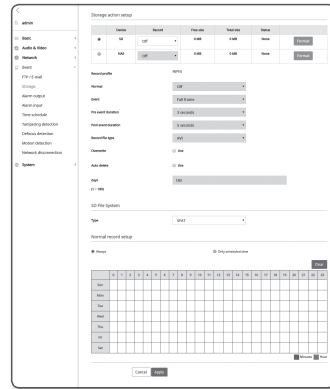 admin
Basic
Audio & Video
Network
Event
FTP / E-mail
Storage
Alarm output
Alarm input
Time schedule
Tampering detection
Defocus detection
Motion detection
Network disconnection
System
Storage action setup
Device Record Free size Total size Status
SD Off 0 MB 0 MB None Format
NAS Off 0 MB 0 MB None Format
Record profile
Normal Off
Event Full frame
Pre event duration 5 seconds
Post event duration 5 seconds
Record file type AVI
Overwrite Use
Auto delete Use
days 180
(1 ~ 180)
SD File System
Type VFAT
Normal record setup
Always Only scheduled time
Clear
0 1 2 3 4 5 6 7 8 9 10 11 12 13 14 15 16 17 18 19 20 21 22 23
Sun
Mon
Tue
Wed
Thu
Fri
Sat
Minutes Hour
Cancel Apply